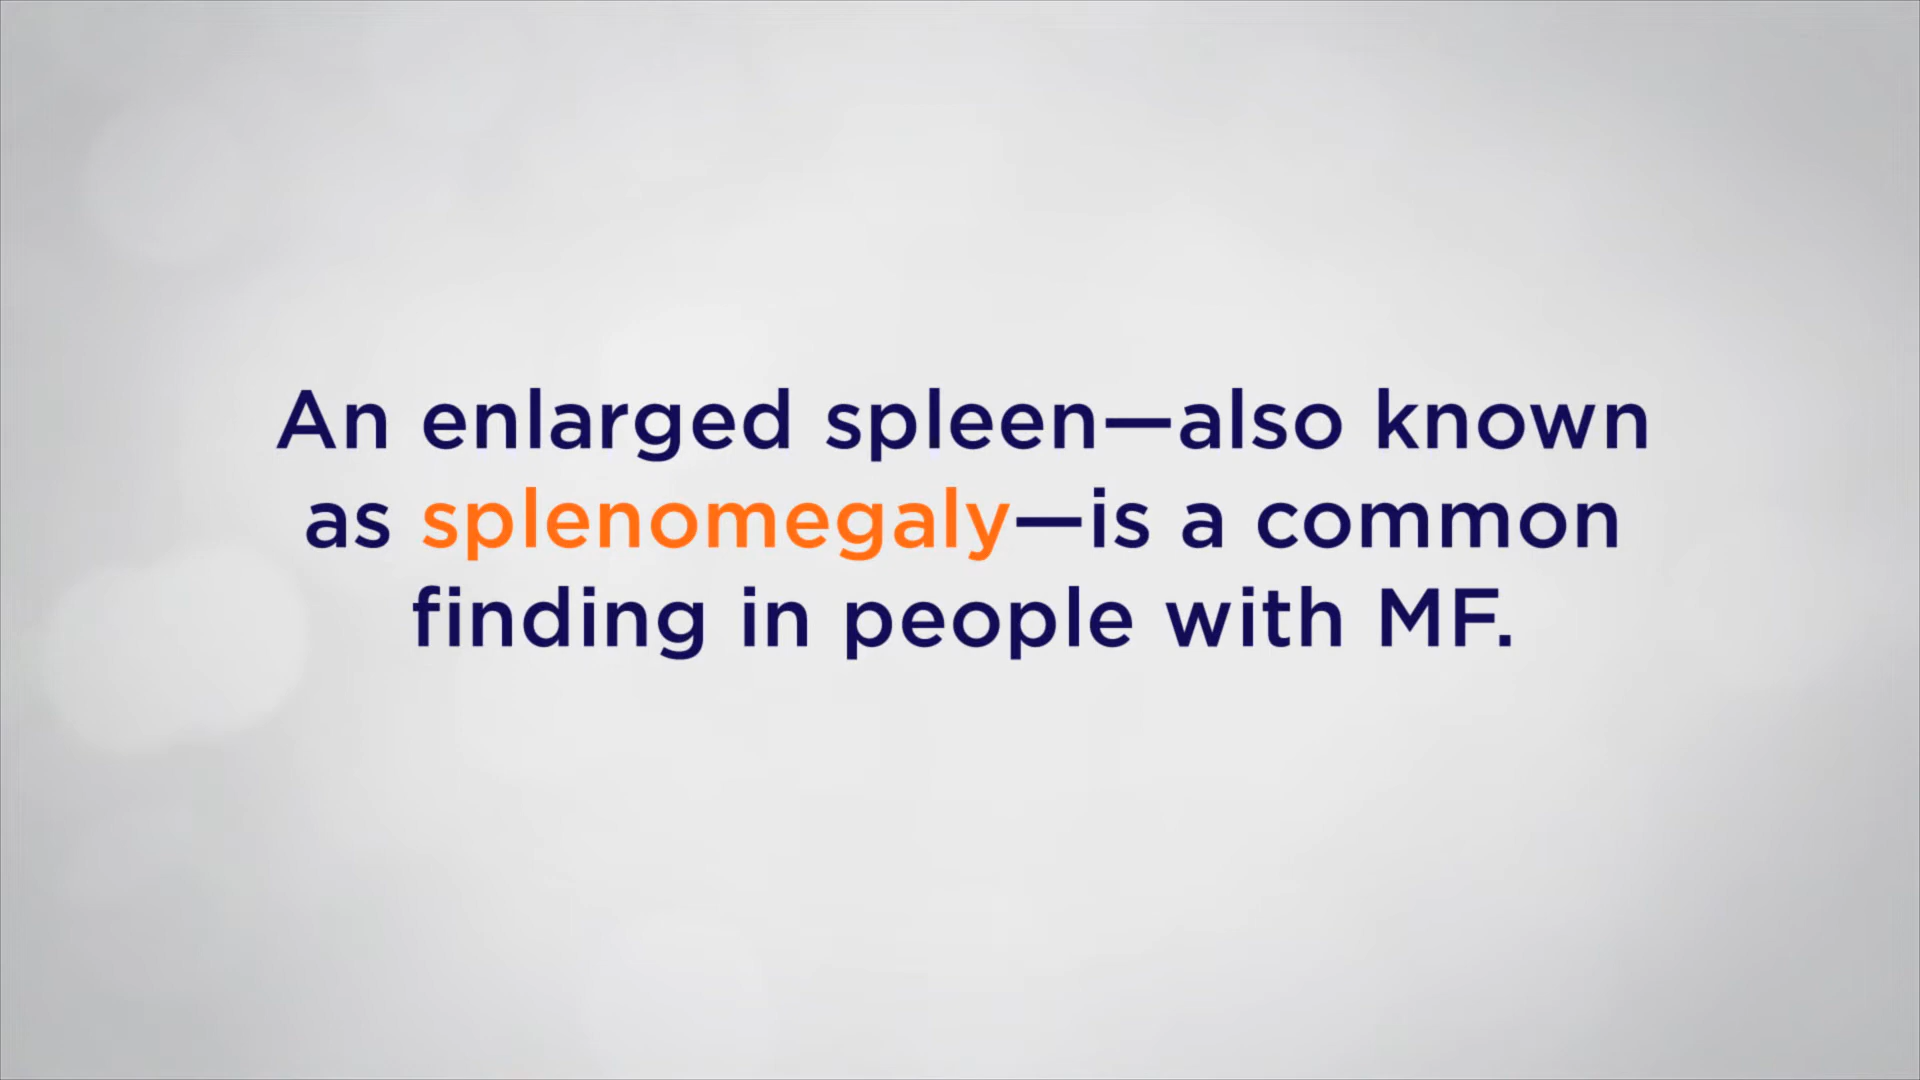 An enlarged spleen—also known
as splenomegaly—is a common
finding in people with MF.